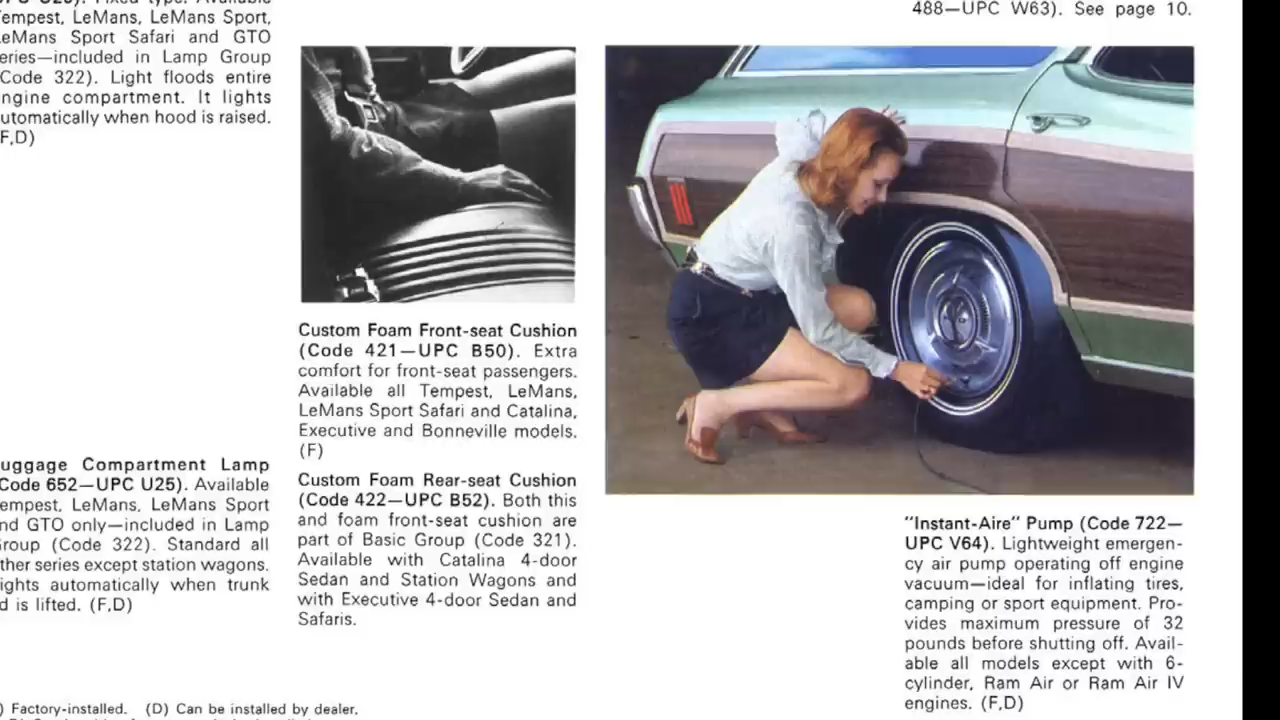 Tempest, LeMans, LeMans Sport,
LeMans Sport Safari and GTO
series—included in Lamp Group
(Code 322). Light floods entire
engine compartment. It lights
automatically when hood is raised.
(F,D)
Luggage Compartment Lamp
(Code 652—UPC U25). Available
Tempest, LeMans, LeMans Sport
and GTO only—included in Lamp
Group (Code 322). Standard all
other series except station wagons.
Lights automatically when trunk
lid is lifted. (F,D)
Custom Foam Front-seat Cushion
(Code 421—UPC B50). Extra
comfort for front-seat passengers.
Available all Tempest, LeMans,
LeMans Sport Safari and Catalina,
Executive and Bonneville models.
(F)
Custom Foam Rear-seat Cushion
(Code 422—UPC B52). Both this
and foam front-seat cushion are
part of Basic Group (Code 321).
Available with Catalina 4-door
Sedan and Station Wagons and
with Executive 4-door Sedan and
Safaris.
488—UPC W63). See page 10.
"Instant-Aire" Pump (Code 722—
UPC V64). Lightweight emergen-
cy air pump operating off engine
vacuum—ideal for inflating tires,
camping or sport equipment. Pro-
vides maximum pressure of 32
pounds before shutting off. Avail-
able all models except with 6-
cylinder, Ram Air or Ram Air IV
engines. (F,D)
) Factory-installed. (D) Can be installed by dealer.